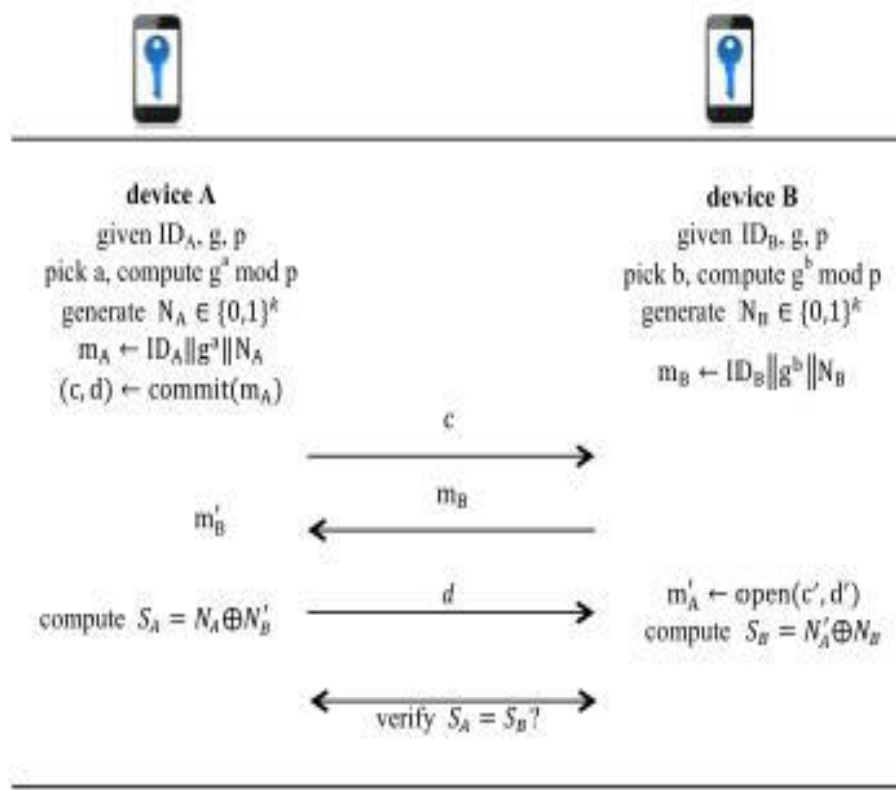 device A
given ID_A, g, p
pick a, compute g^a mod p
generate N_A ∈ {0,1}^k
m_A ← ID_A||g^a||N_A
(c, d) ← commit(m_A)
device B
given ID_B, g, p
pick b, compute g^b mod p
generate N_B ∈ {0,1}^k
m_B ← ID_B||g^b||N_B
c
m_B
m′_B
d
compute S_A = N_A⊕N′_B
m′_A ← open(c′, d′)
compute S_B = N′_A⊕N_B
verify S_A = S_B?